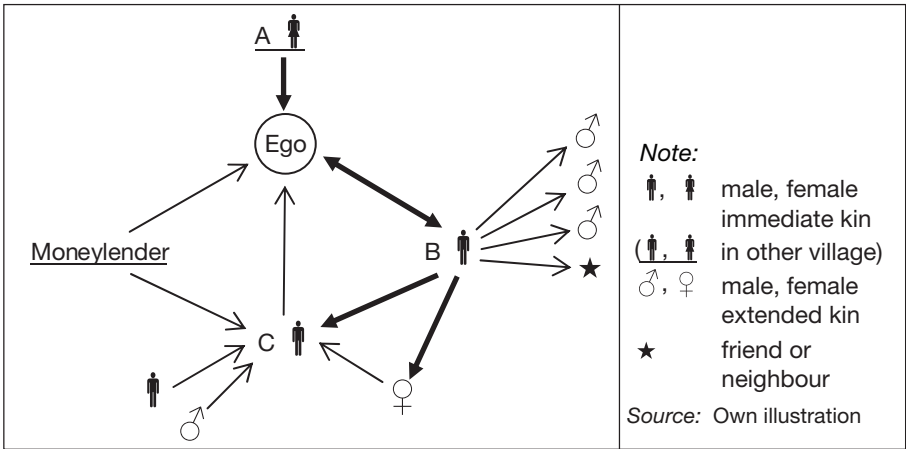 A
Ego
B
Moneylender
C
Note:
, male, female
immediate kin
( , in other village)
, male, female
extended kin
★ friend or
neighbour
Source: Own illustration